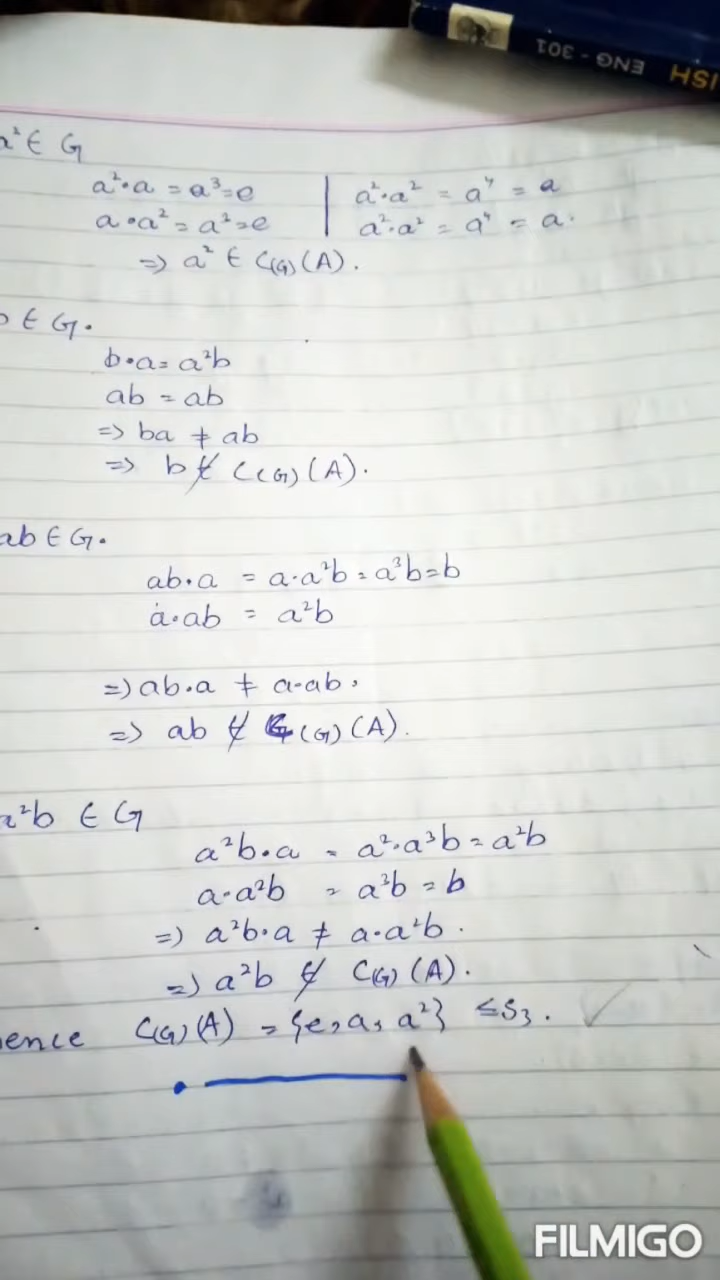 ENG - 301
ISH
a² ∈ G
a²·a = a³ = e | a²·a² = a⁴ = a
a·a² = a³ = e | a²·a² = a⁴ = a.
=> a² ∈ C(G)(A).
b ∈ G.
b·a = a²b
ab = ab
=> ba ≠ ab
=> b ∉ C(G)(A).
ab ∈ G.
ab·a = a·a²b = a³b = b
a·ab = a²b
=> ab·a ≠ a·ab,
=> ab ∉ C(G)(A).
a²b ∈ G
a²b·a = a²·a³b = a²b
a·a²b = a³b = b
=> a²b·a ≠ a·a²b.
=> a²b ∉ C(G)(A).
ence C(G)(A) = {e, a, a²} ≤ S₃.
FILMIGO